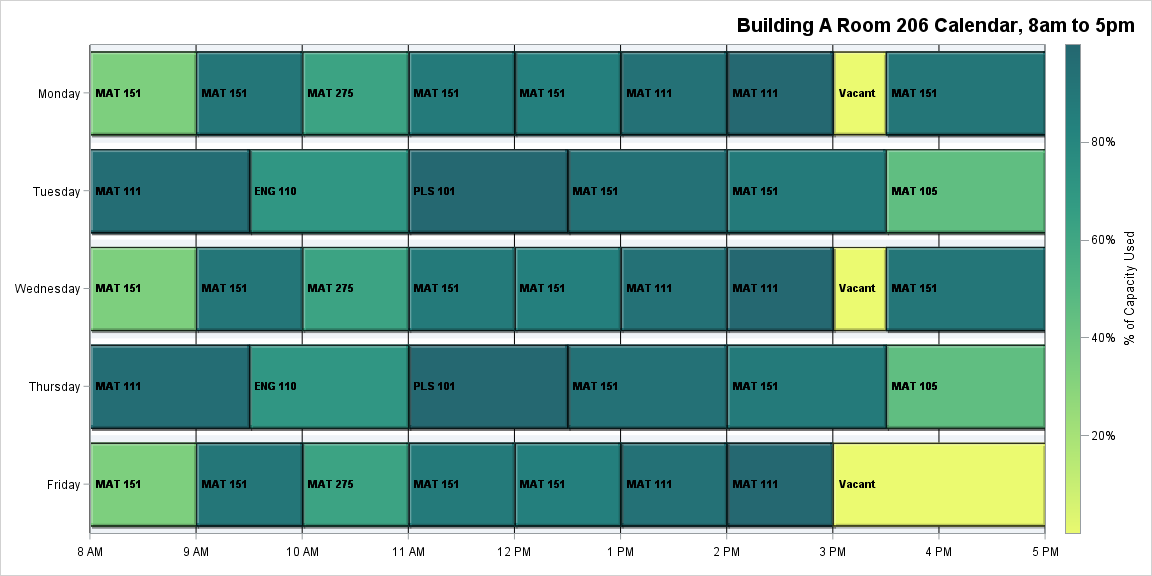 Building A Room 206 Calendar, 8am to 5pm
Monday MAT 151 MAT 151 MAT 275 MAT 151 MAT 151 MAT 111 MAT 111 Vacant MAT 151
80%
Tuesday MAT 111 ENG 110 PLS 101 MAT 151 MAT 151 MAT 105
60%
Wednesday MAT 151 MAT 151 MAT 275 MAT 151 MAT 151 MAT 111 MAT 111 Vacant MAT 151
% of Capacity Used
40%
Thursday MAT 111 ENG 110 PLS 101 MAT 151 MAT 151 MAT 105
20%
Friday MAT 151 MAT 151 MAT 275 MAT 151 MAT 151 MAT 111 MAT 111 Vacant
8 AM 9 AM 10 AM 11 AM 12 PM 1 PM 2 PM 3 PM 4 PM 5 PM